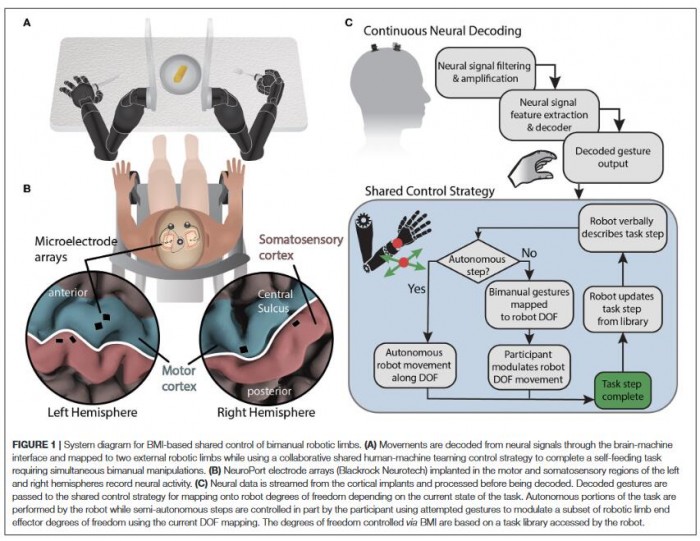 A
B
Microelectrode
arrays
Somatosensory
cortex
anterior
Central
Sulcus
Motor
cortex
posterior
Left Hemisphere
Right Hemisphere
C
Continuous Neural Decoding
Neural signal filtering
& amplification
Neural signal
feature extraction
& decoder
Decoded gesture
output
Shared Control Strategy
Robot verbally
describes task step
Autonomous
step?
No
Yes
Bimanual gestures
mapped
to robot DOF
Robot updates
task step
from library
Autonomous
robot movement
along DOF
Participant
modulates robot
DOF movement
Task step
complete
FIGURE 1 | System diagram for BMI-based shared control of bimanual robotic limbs. (A) Movements are decoded from neural signals through the brain-machine
interface and mapped to two external robotic limbs while using a collaborative shared human-machine teaming control strategy to complete a self-feeding task
requiring simultaneous bimanual manipulations. (B) NeuroPort electrode arrays (Blackrock Neurotech) implanted in the motor and somatosensory regions of the left
and right hemispheres record neural activity. (C) Neural data is streamed from the cortical implants and processed before being decoded. Decoded gestures are
passed to the shared control strategy for mapping onto robot degrees of freedom depending on the current state of the task. Autonomous portions of the task are
performed by the robot while semi-autonomous steps are controlled in part by the participant using attempted gestures to modulate a subset of robotic limb end
effector degrees of freedom using the current DOF mapping. The degrees of freedom controlled via BMI are based on a task library accessed by the robot.